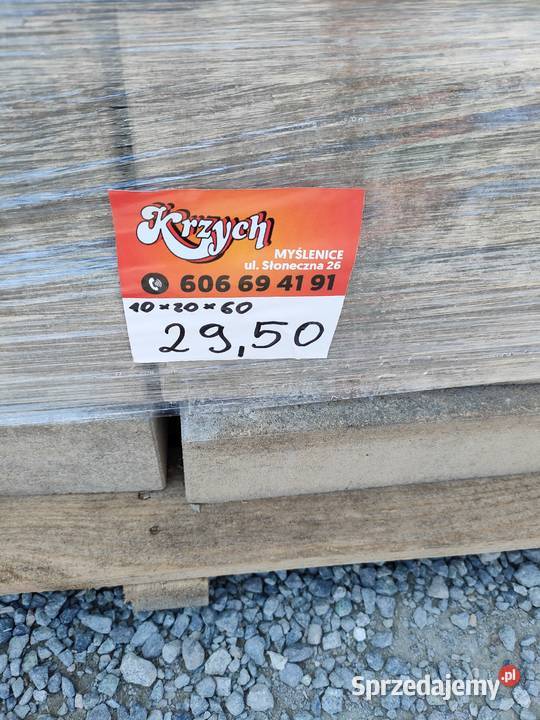 Krzych
MYŚLENICE
ul. Słoneczna 26
606 69 41 91
10×20×60
29,50
Sprzedajemy.pl